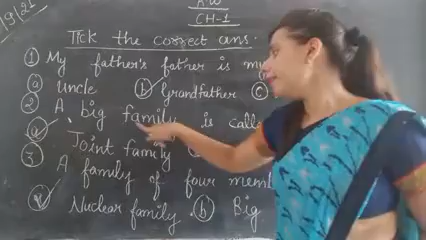 19/21
CH-1
Tick the correct ans.
① My father's father is my
ⓐ Uncle ⓑ Grandfather ⓒ
② A big family is calle
ⓐ Joint family
③ A family of four mem
ⓐ Nuclear family. ⓑ Big